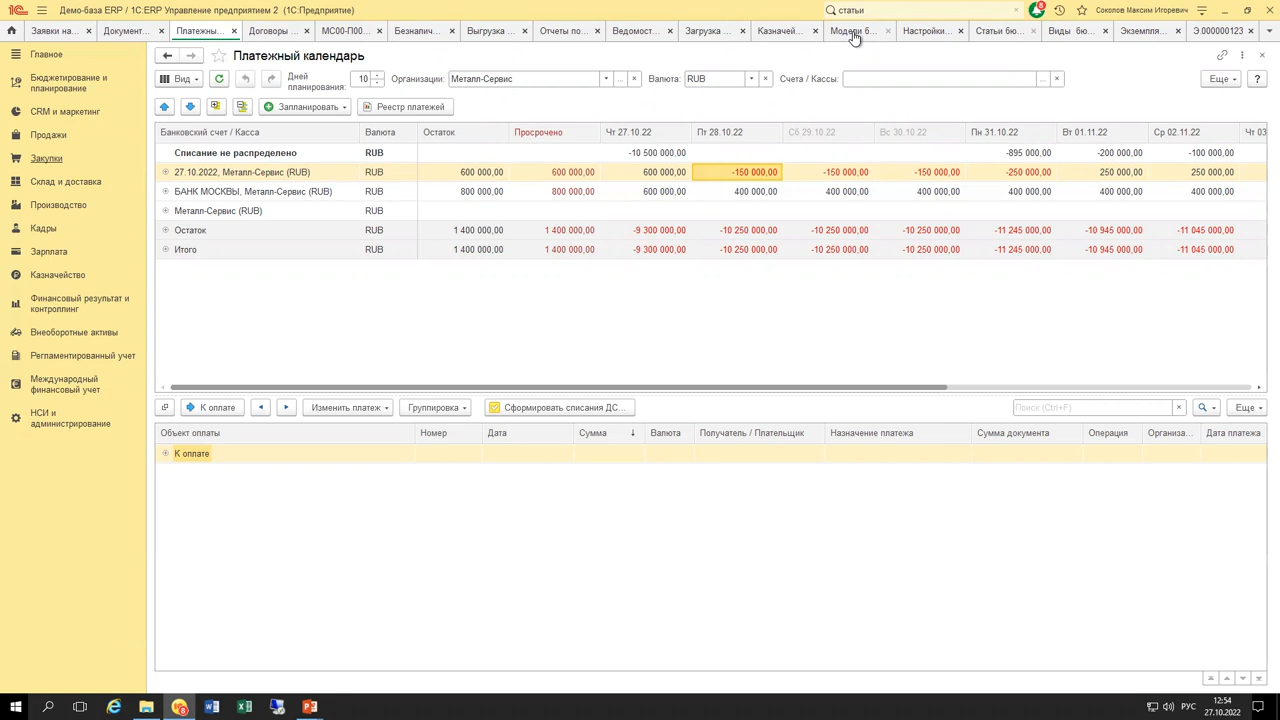 Демо-база ERP / 1С:ERP Управление предприятием 2 (1С:Предприятие)
статьи
8
Соколов Максим Игоревич
Заявки на...
Документ...
Платежны...
Договоры ...
МС00-П00...
Безналич...
Выгрузка ...
Отчеты по...
Ведомост...
Загрузка ...
Казначей...
Модели б...
Настройки...
Статьи бю...
Виды бю...
Экземпля...
Э.000000123
Главное
Бюджетирование и
планирование
CRM и маркетинг
Продажи
Закупки
Склад и доставка
Производство
Кадры
Зарплата
Казначейство
Финансовый результат и
контроллинг
Внеоборотные активы
Регламентированный учет
Международный
финансовый учет
НСИ и
администрирование
Платежный календарь
Вид
Дней
планирования:
10
Организации:
Металл-Сервис
Валюта:
RUB
Счета / Кассы:
Еще
?
Запланировать
Реестр платежей
Банковский счет / Касса Валюта Остаток Просрочено Чт 27.10.22 Пт 28.10.22 Сб 29.10.22 Вс 30.10.22 Пн 31.10.22 Вт 01.11.22 Ср 02.11.22 Чт 03
Списание не распределено RUB -10 500 000,00 -895 000,00 -200 000,00 -100 000,00
27.10.2022, Металл-Сервис (RUB) RUB 600 000,00 600 000,00 600 000,00 -150 000,00 -150 000,00 -150 000,00 -250 000,00 250 000,00 250 000,00
БАНК МОСКВЫ, Металл-Сервис (RUB) RUB 800 000,00 800 000,00 600 000,00 400 000,00 400 000,00 400 000,00 400 000,00 400 000,00 400 000,00
Металл-Сервис (RUB) RUB
Остаток RUB 1 400 000,00 1 400 000,00 -9 300 000,00 -10 250 000,00 -10 250 000,00 -10 250 000,00 -11 245 000,00 -10 945 000,00 -11 045 000,00
Итого RUB 1 400 000,00 1 400 000,00 -9 300 000,00 -10 250 000,00 -10 250 000,00 -10 250 000,00 -11 245 000,00 -10 945 000,00 -11 045 000,00
К оплате
Изменить платеж
Группировка
Сформировать списания ДС...
Поиск (Ctrl+F)
Еще
Объект оплаты Номер Дата Сумма Валюта Получатель / Плательщик Назначение платежа Сумма документа Операция Организа... Дата платежа
К оплате
РУС
12:54
27.10.2022